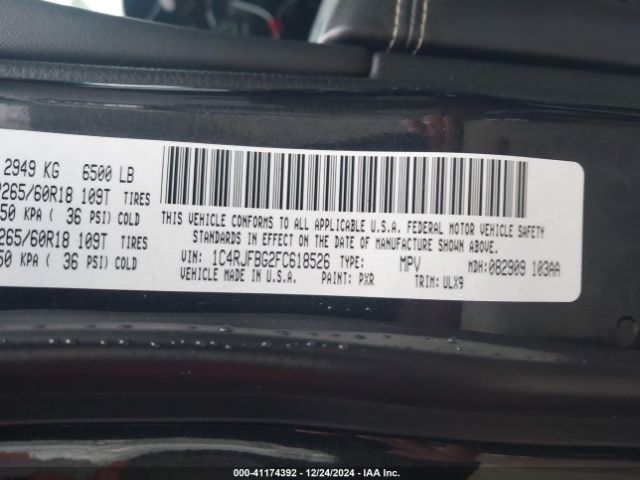 2949 KG 6500 LB
265/60R18 109T TIRES
50 KPA ( 36 PSI) COLD
265/60R18 109T TIRES
50 KPA ( 36 PSI) COLD
THIS VEHICLE CONFORMS TO ALL APPLICABLE U.S.A. FEDERAL MOTOR VEHICLE SAFETY
STANDARDS IN EFFECT ON THE DATE OF MANUFACTURE SHOWN ABOVE.
VIN: 1C4RJFBG2FC618526 TYPE: MPV MDH: 082909 103AA
VEHICLE MADE IN U.S.A. PAINT: PXR TRIM: ULX9
000-41174392 - 12/24/2024 - IAA Inc.